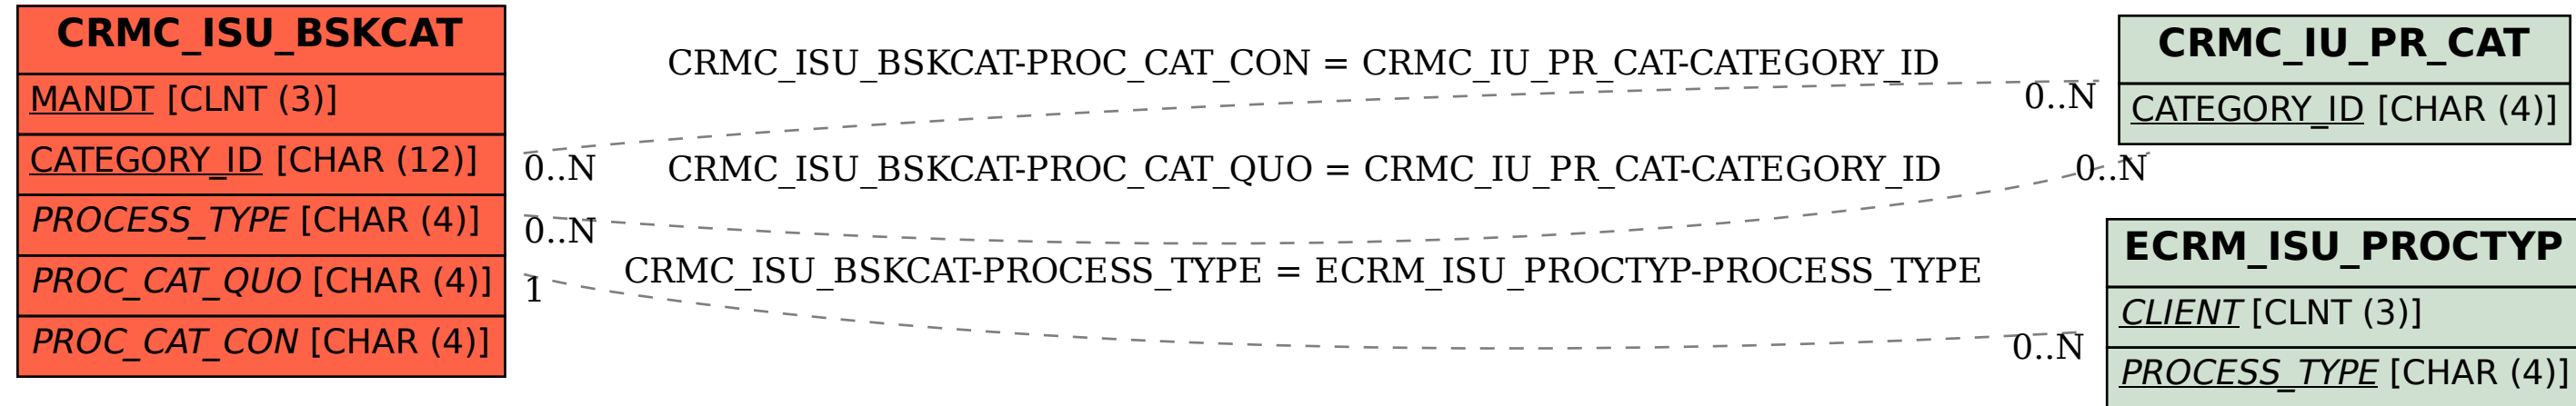 CRMC_ISU_BSKCAT
MANDT [CLNT (3)]
CATEGORY_ID [CHAR (12)]
PROCESS_TYPE [CHAR (4)]
PROC_CAT_QUO [CHAR (4)]
PROC_CAT_CON [CHAR (4)]
CRMC_ISU_BSKCAT-PROC_CAT_CON = CRMC_IU_PR_CAT-CATEGORY_ID
0..N
0..N
CRMC_ISU_BSKCAT-PROC_CAT_QUO = CRMC_IU_PR_CAT-CATEGORY_ID
0..N
0..N
CRMC_ISU_BSKCAT-PROCESS_TYPE = ECRM_ISU_PROCTYP-PROCESS_TYPE
1
0..N
CRMC_IU_PR_CAT
CATEGORY_ID [CHAR (4)]
ECRM_ISU_PROCTYP
CLIENT [CLNT (3)]
PROCESS_TYPE [CHAR (4)]